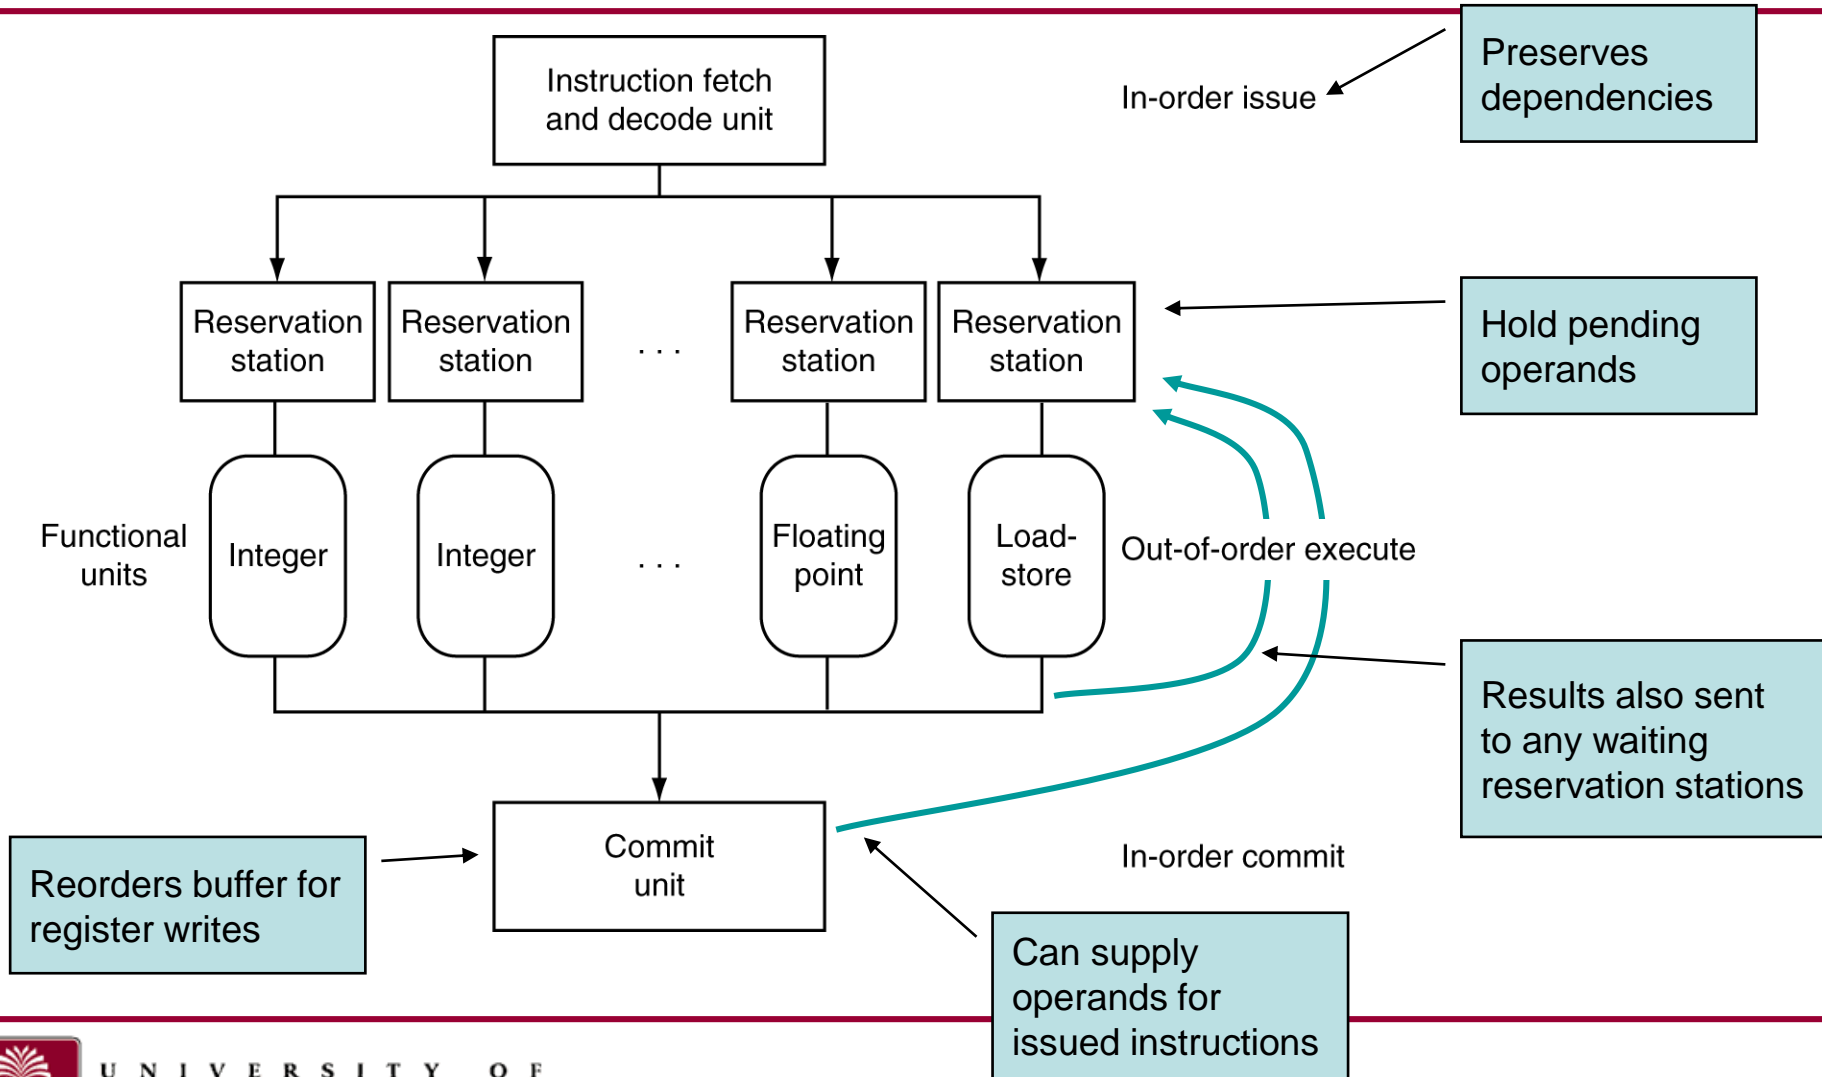 Preserves
dependencies
Instruction fetch
and decode unit
In-order issue
Reservation
station
Reservation
station
. . .
Reservation
station
Reservation
station
Hold pending
operands
Functional
units
Integer
Integer
. . .
Floating
point
Load-
store
Out-of-order execute
Results also sent
to any waiting
reservation stations
Commit
unit
In-order commit
Reorders buffer for
register writes
Can supply
operands for
issued instructions
UNIVERSITY OF